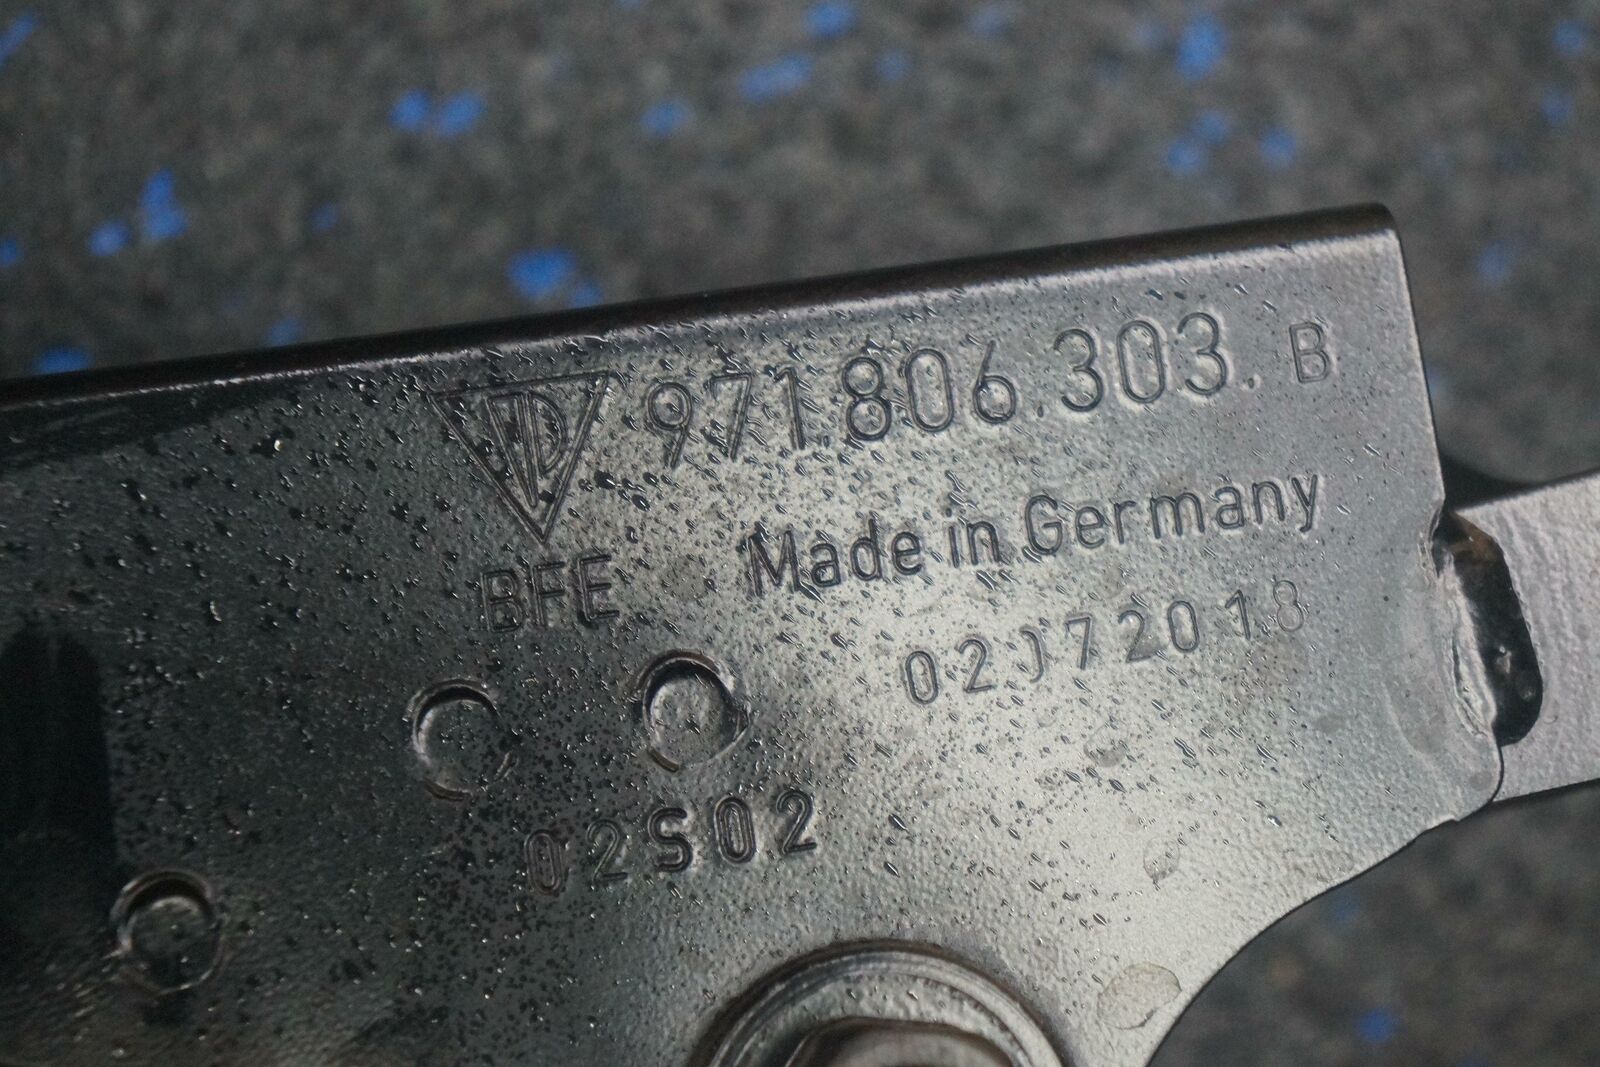 971.806.303. B
BFE
Made in Germany
02J72018
02S02